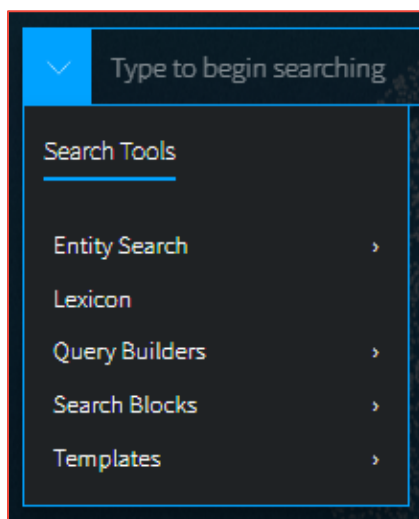 Type to begin searching
Search Tools
Entity Search
Lexicon
Query Builders
Search Blocks
Templates